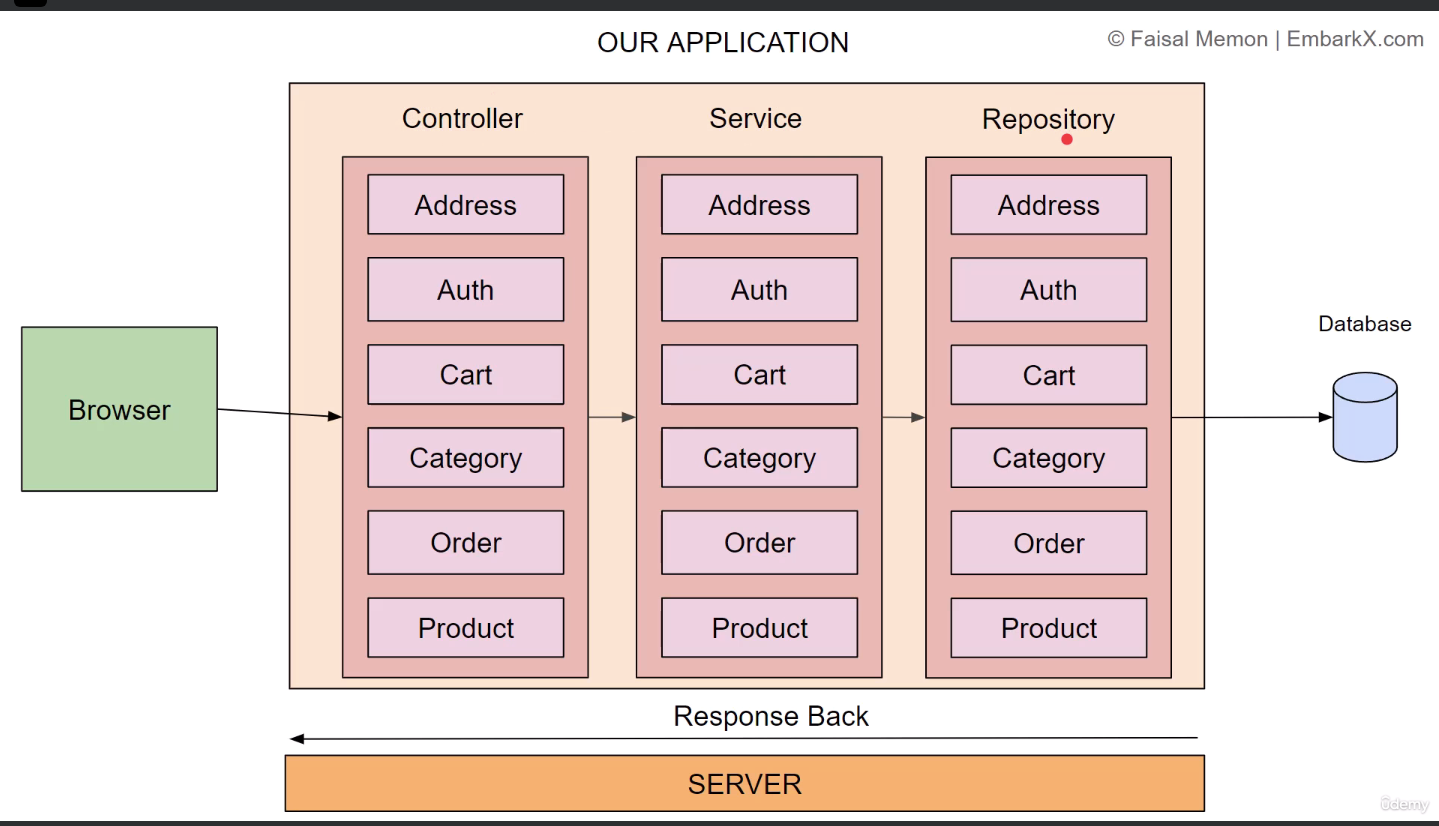 OUR APPLICATION
© Faisal Memon | EmbarkX.com
Controller
Service
Repository
Address
Address
Address
Auth
Auth
Auth
Database
Cart
Cart
Cart
Browser
Category
Category
Category
Order
Order
Order
Product
Product
Product
Response Back
SERVER
ûdemy